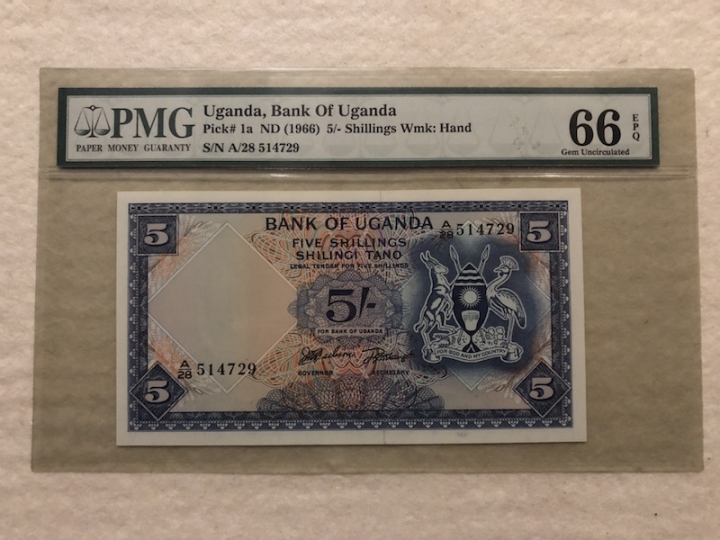 PMG
PAPER MONEY GUARANTY
Uganda, Bank Of Uganda
Pick# 1a ND (1966) 5/- Shillings Wmk: Hand
S/N A/28 514729
66 EPQ
Gem Uncirculated
5
BANK OF UGANDA
A/28 514729
5
FIVE SHILLINGS
SHILINGI TANO
LEGAL TENDER FOR FIVE SHILLINGS
5/-
FOR BANK OF UGANDA
FOR GOD AND MY COUNTRY
A/28 514729
GOVERNOR
SECRETARY
5
5